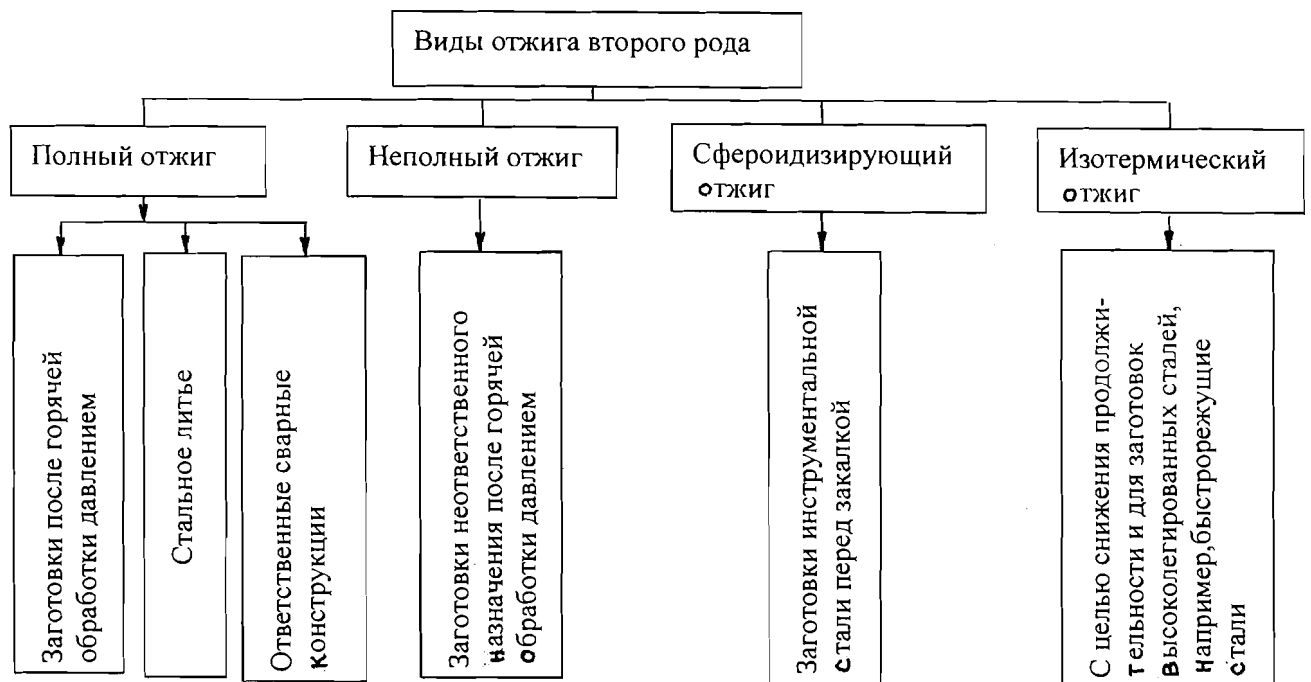 Виды отжига второго рода
Полный отжиг
Неполный отжиг
Сфероидизирующий
отжиг
Изотермический
отжиг
Заготовки после горячей
обработки давлением
Стальное литье
Ответственные сварные
конструкции
Заготовки неответственного
назначения после горячей
обработки давлением
Заготовки инструментальной
стали перед закалкой
С целью снижения продолжи-
тельности и для заготовок
высоколегированных сталей,
например,быстрорежущие
стали